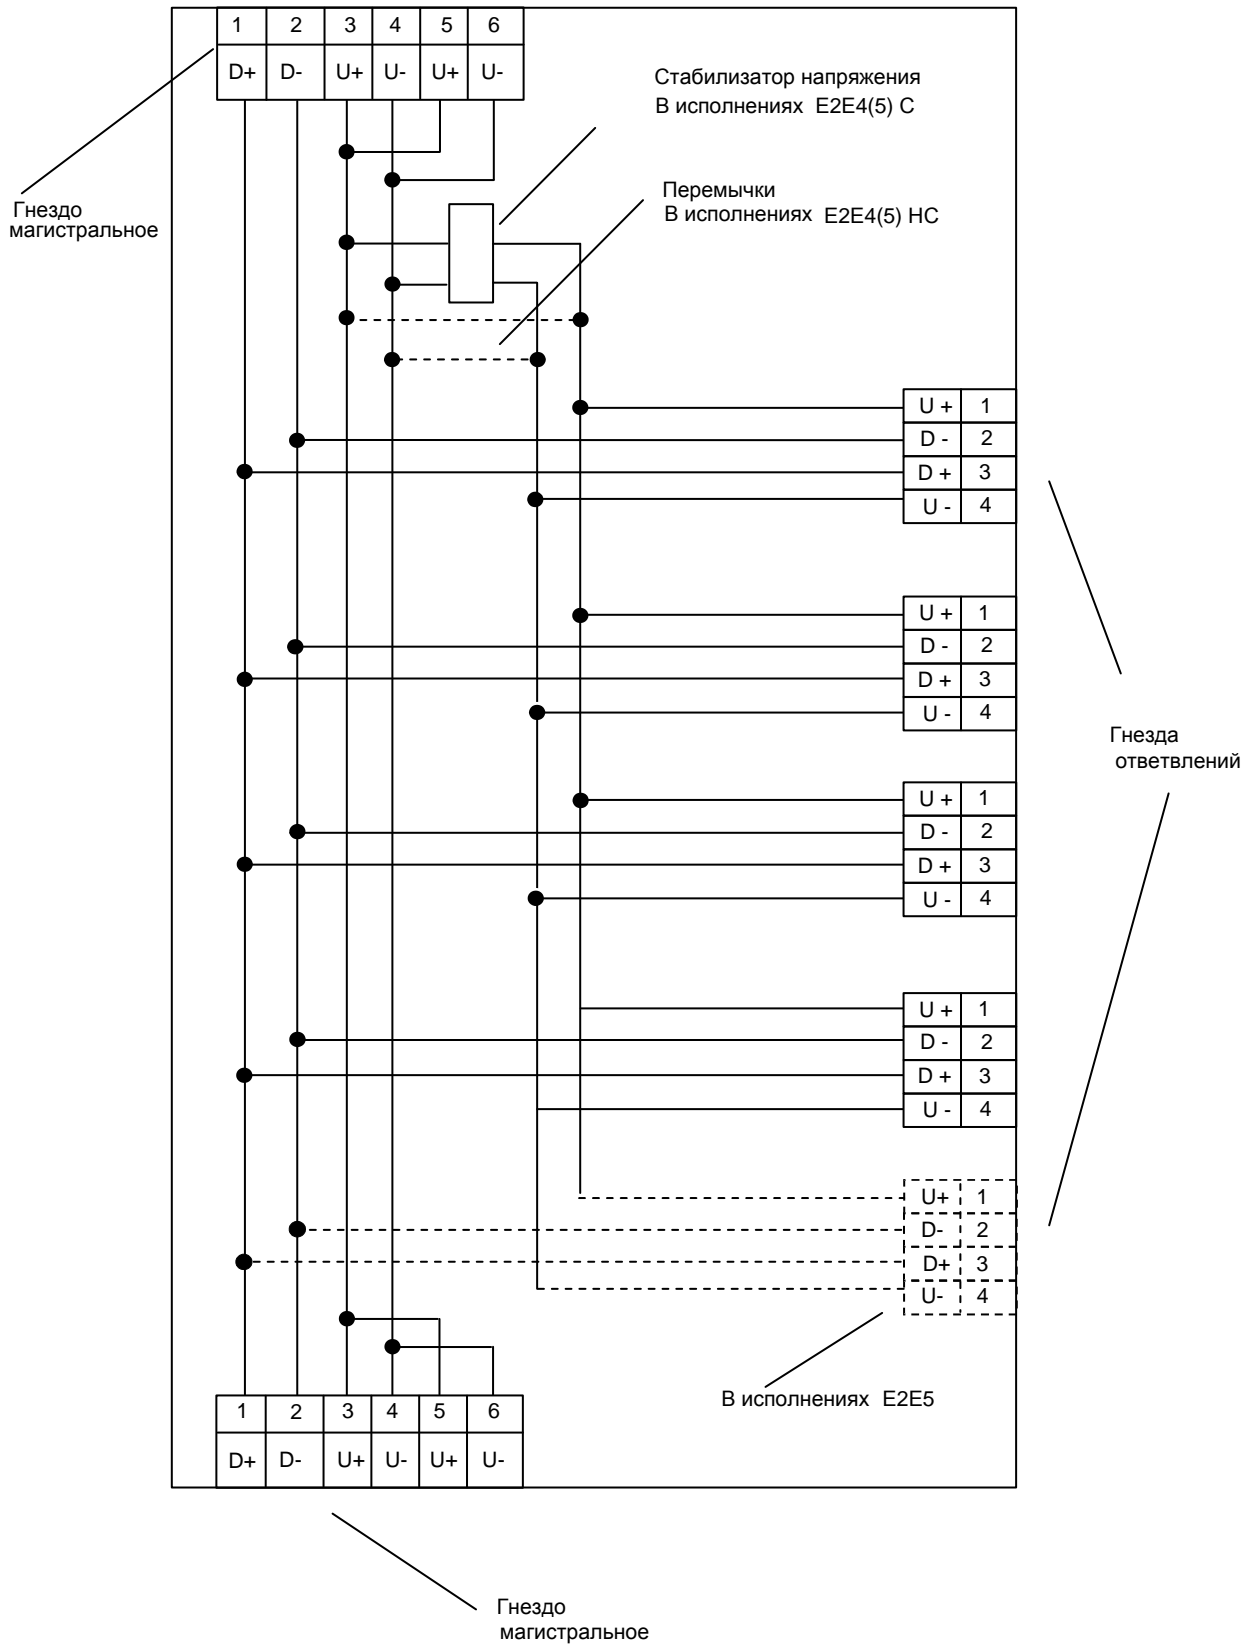 1 2 3 4 5 6
D+ D- U+ U- U+ U-
Стабилизатор напряжения
В исполнениях E2E4(5) С
Перемычки
В исполнениях E2E4(5) НС
Гнездо
магистральное
U + 1
D - 2
D + 3
U - 4
U + 1
D - 2
D + 3
U - 4
Гнезда
ответвлений
U + 1
D - 2
D + 3
U - 4
U + 1
D - 2
D + 3
U - 4
U+ 1
D- 2
D+ 3
U- 4
В исполнениях E2E5
1 2 3 4 5 6
D+ D- U+ U- U+ U-
Гнездо
магистральное